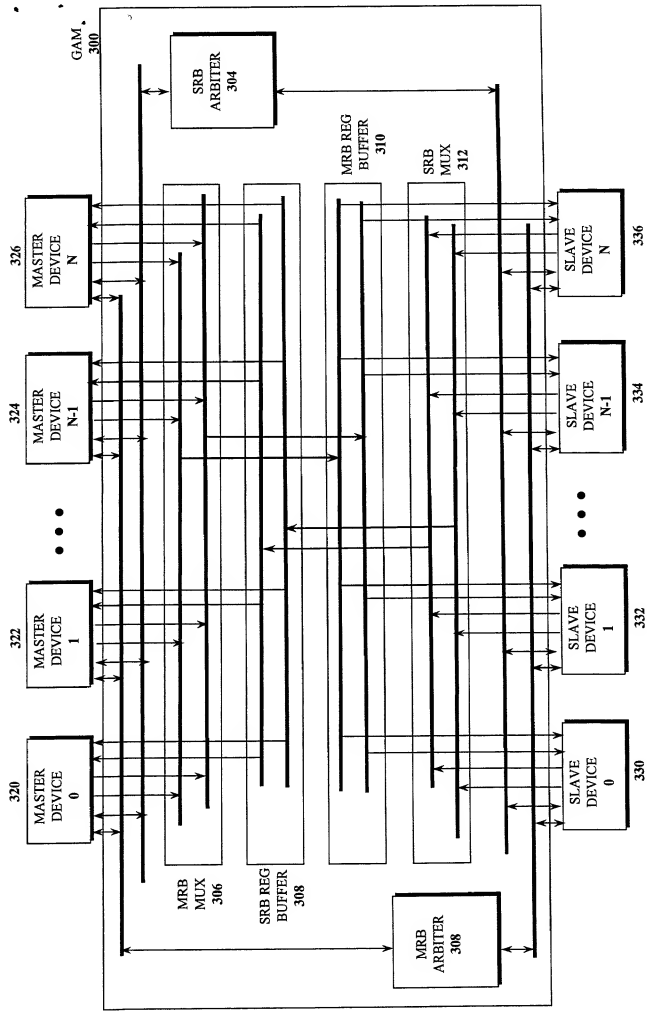 GAM
300
SRB
ARBITER
304
326
MASTER
DEVICE
N
324
MASTER
DEVICE
N-1
322
MASTER
DEVICE
1
320
MASTER
DEVICE
0
MRB
MUX
306
SRB REG
BUFFER
308
MRB REG
BUFFER
310
SRB
MUX
312
MRB
ARBITER
308
SLAVE
DEVICE
N
336
SLAVE
DEVICE
N-1
334
SLAVE
DEVICE
1
332
SLAVE
DEVICE
0
330